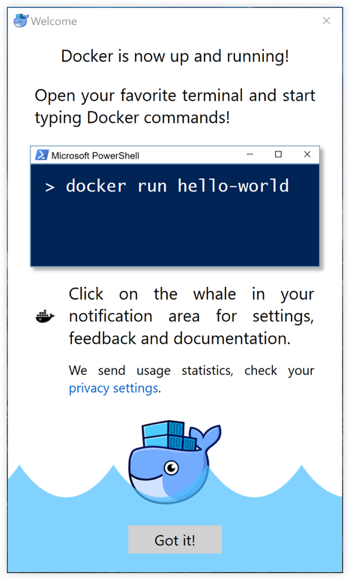 Welcome
Docker is now up and running!
Open your favorite terminal and start
typing Docker commands!
Microsoft PowerShell
> docker run hello-world
Click on the whale in your
notification area for settings,
feedback and documentation.
We send usage statistics, check your
privacy settings.
Got it!